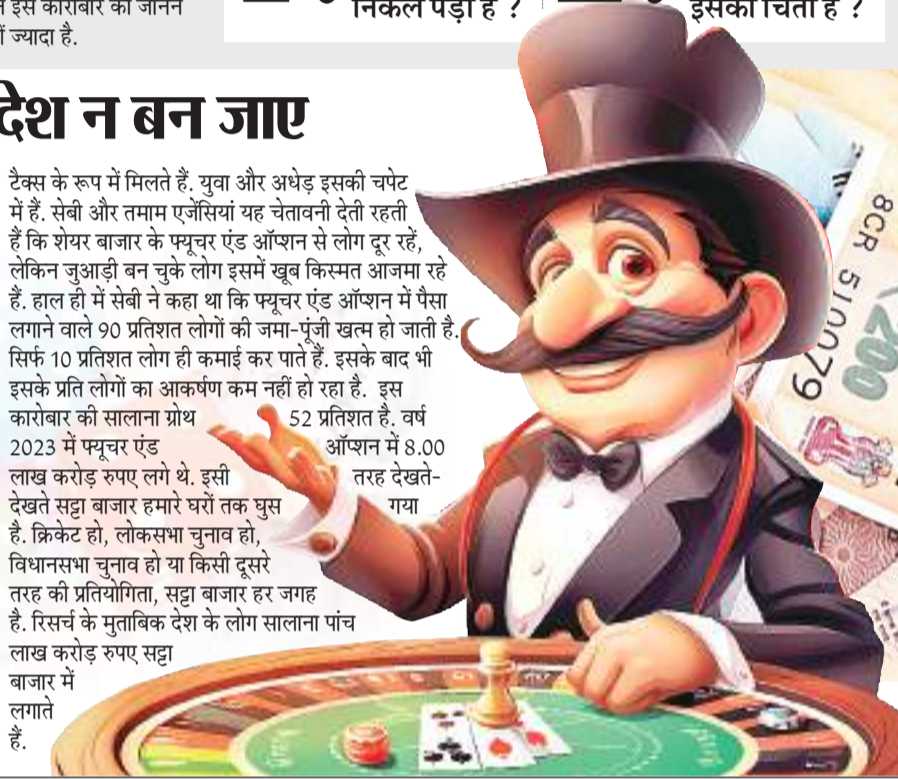 इस कारोबार को जानने
ज्यादा है.
निकल पड़ा है ?
इसकी चिंता है ?
देश न बन जाए
टैक्स के रूप में मिलते हैं. युवा और अधेड़ इसकी चपेट
में हैं. सेबी और तमाम एजेंसियां यह चेतावनी देती रहती
हैं कि शेयर बाजार के फ्यूचर एंड ऑप्शन से लोग दूर रहें,
लेकिन जुआड़ी बन चुके लोग इसमें खूब किस्मत आजमा रहे
हैं. हाल ही में सेबी ने कहा था कि फ्यूचर एंड ऑप्शन में पैसा
लगाने वाले 90 प्रतिशत लोगों की जमा-पूंजी खत्म हो जाती है.
सिर्फ 10 प्रतिशत लोग ही कमाई कर पाते हैं. इसके बाद भी
इसके प्रति लोगों का आकर्षण कम नहीं हो रहा है. इस
कारोबार की सालाना ग्रोथ 52 प्रतिशत है. वर्ष
2023 में फ्यूचर एंड ऑप्शन में 8.00
लाख करोड़ रुपए लगे थे. इसी तरह देखते-
देखते सट्टा बाजार हमारे घरों तक घुस गया
है. क्रिकेट हो, लोकसभा चुनाव हो,
विधानसभा चुनाव हो या किसी दूसरे
तरह की प्रतियोगिता, सट्टा बाजार हर जगह
है. रिसर्च के मुताबिक देश के लोग सालाना पांच
लाख करोड़ रुपए सट्टा
बाजार में
लगाते
हैं.
8CR 510079
200